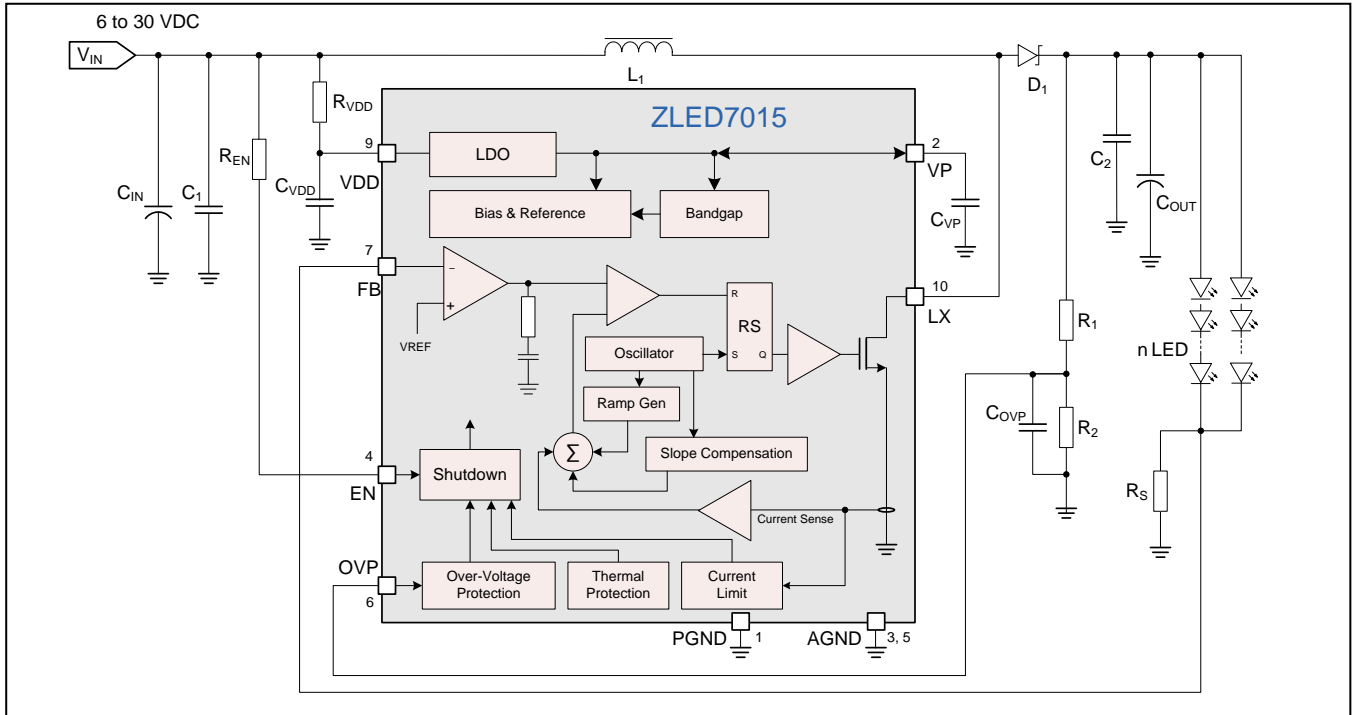 6 to 30 VDC
VIN
L1
D1
RVDD
ZLED7015
REN
9
VDD
LDO
2
VP
CIN
C1
CVDD
Bias & Reference
Bandgap
CVP
C2
COUT
7
FB
−
+
VREF
R
RS
S
Q
10
LX
Oscillator
Ramp Gen
Σ
Slope Compensation
R1
n LED
COVP
R2
4
EN
Shutdown
Current Sense
RS
OVP
6
Over-Voltage
Protection
Thermal
Protection
Current
Limit
PGND
1
AGND
3, 5